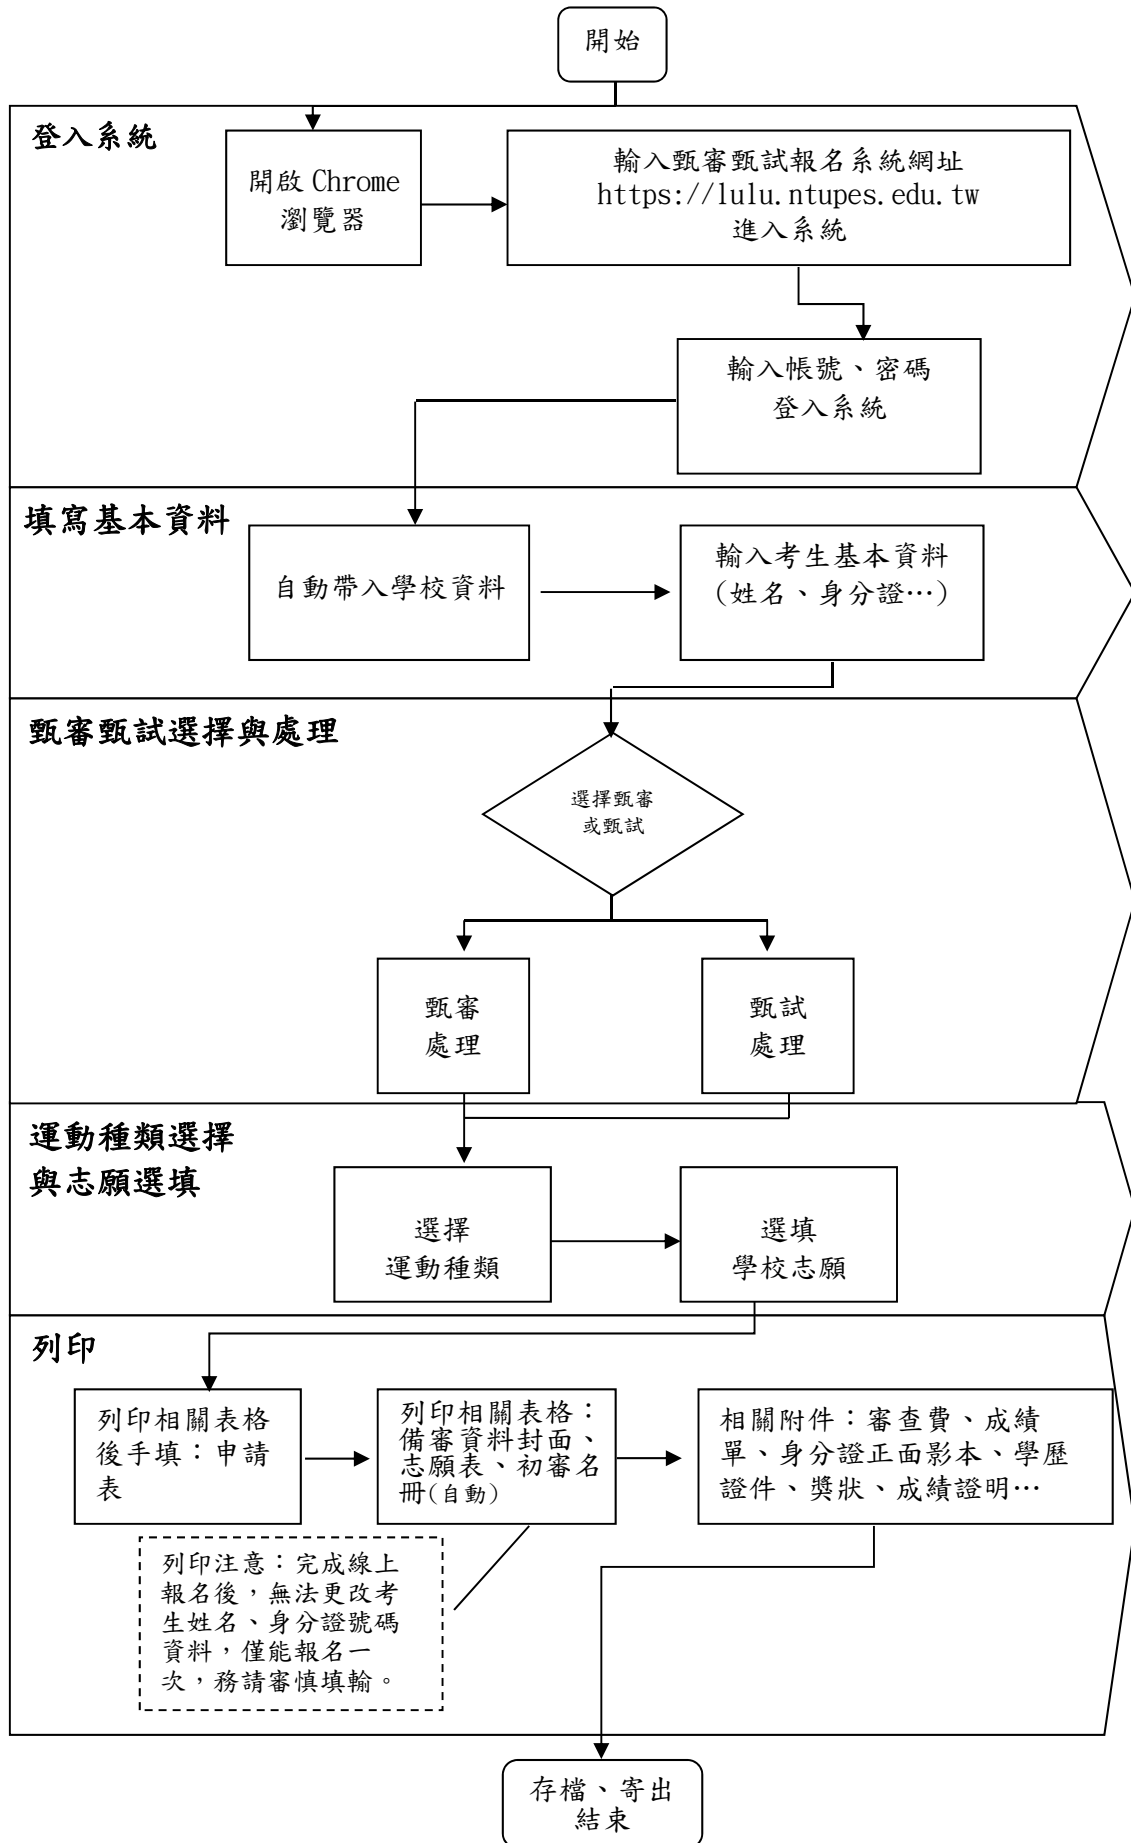 開始
登入系統
開啟 Chrome
瀏覽器
輸入甄審甄試報名系統網址
https://lulu.ntupes.edu.tw
進入系統
輸入帳號、密碼
登入系統
填寫基本資料
自動帶入學校資料
輸入考生基本資料
(姓名、身分證…)
甄審甄試選擇與處理
選擇甄審
或甄試
甄審
處理
甄試
處理
運動種類選擇
與志願選填
選擇
運動種類
選填
學校志願
列印
列印相關表格
後手填：申請
表
列印相關表格：
備審資料封面、
志願表、初審名
冊(自動)
相關附件：審查費、成績
單、身分證正面影本、學歷
證件、獎狀、成績證明…
列印注意：完成線上
報名後，無法更改考
生姓名、身分證號碼
資料，僅能報名一
次，務請審慎填輸。
存檔、寄出
結束